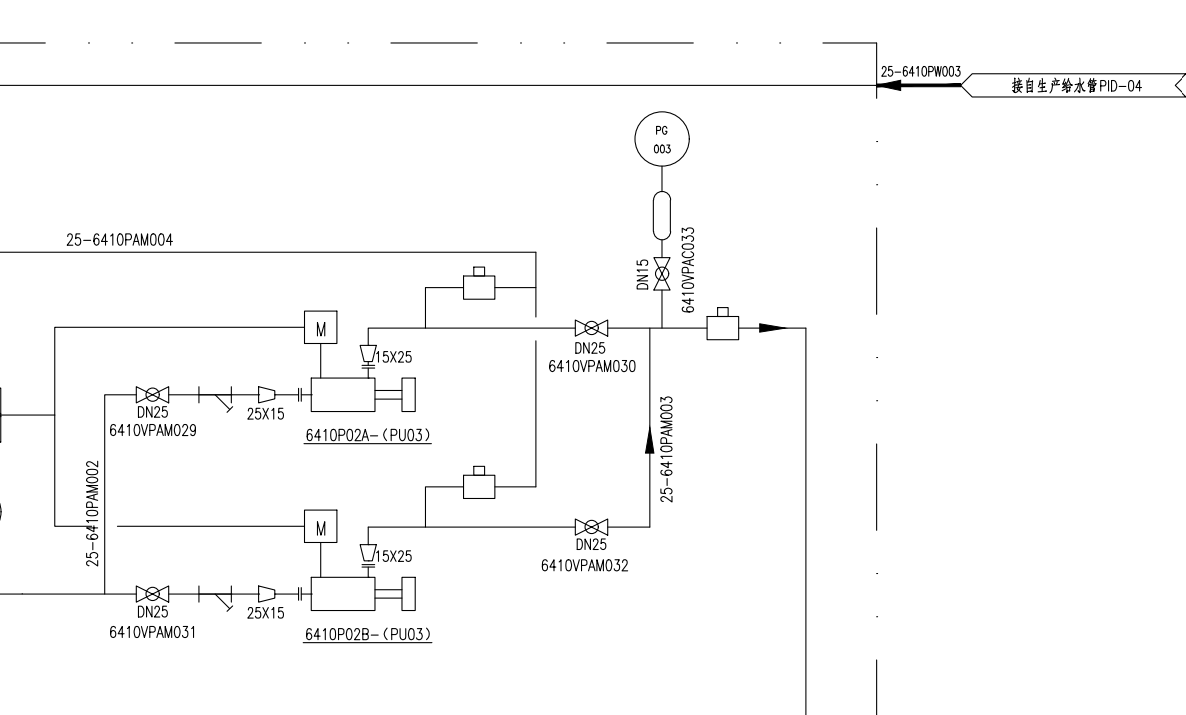 25-6410PW003
接自生产给水管PID-04
PG
003
25-6410PAM004
DN15
6410VPAC033
M
15X25
DN25
6410VPAM030
DN25
6410VPAM029
25X15
6410P02A-(PU03)
25-6410PAM002
25-6410PAM003
M
15X25
DN25
6410VPAM032
DN25
6410VPAM031
25X15
6410P02B-(PU03)